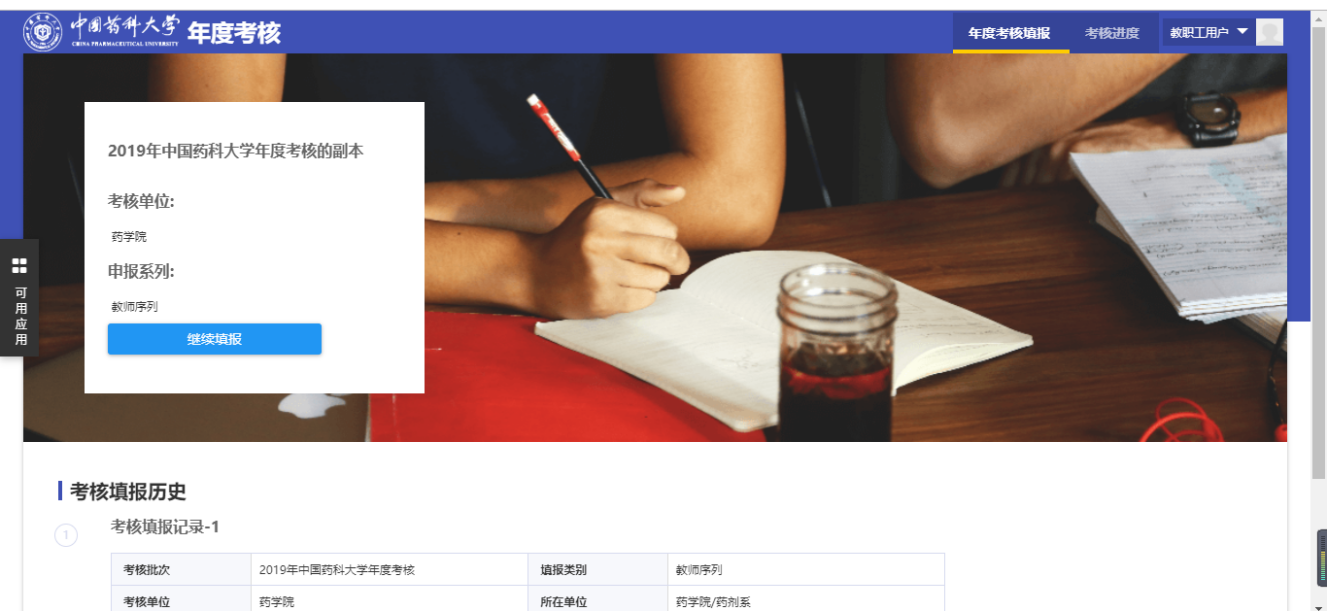 中国药科大学 年度考核
CHINA PHARMACEUTICAL UNIVERSITY
年度考核填报 考核进度 教职工用户
2019年中国药科大学年度考核的副本
考核单位:
药学院
申报系列:
教师序列
继续填报
可用应用
考核填报历史
1
考核填报记录-1
考核批次 2019年中国药科大学年度考核 填报类别 教师序列
考核单位 药学院 所在单位 药学院/药剂系